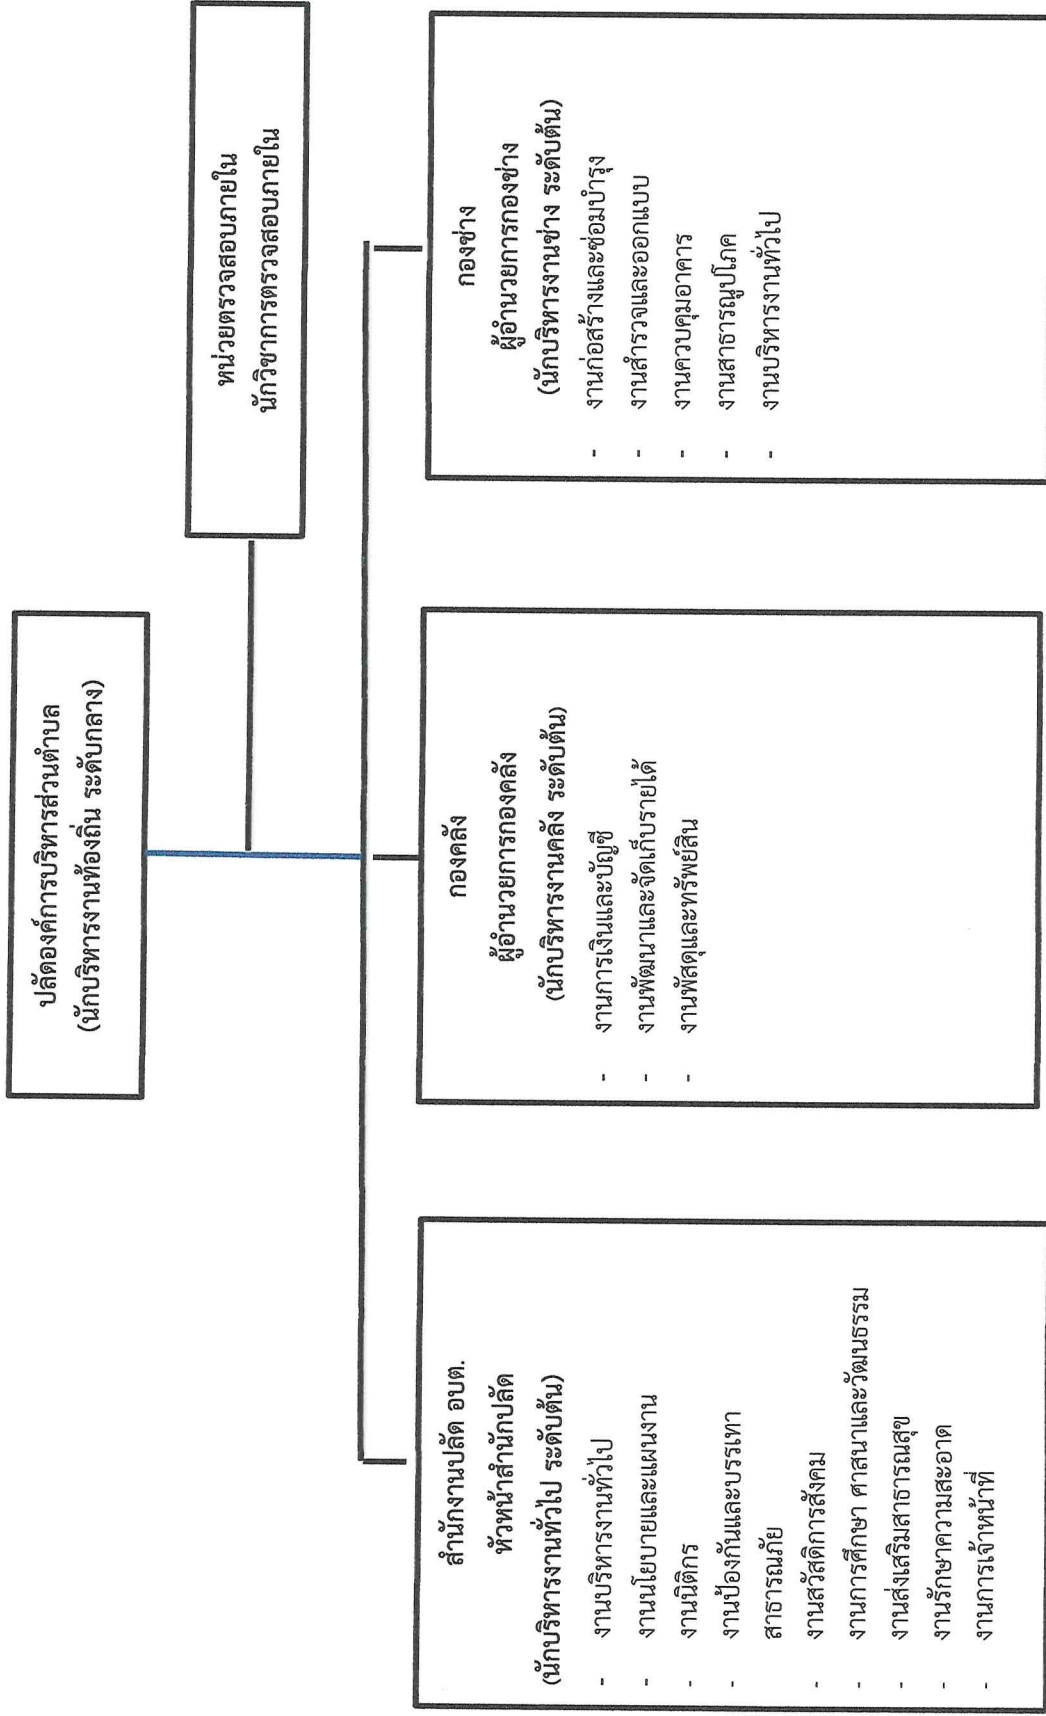 ปลัดองค์การบริหารส่วนตำบล
(นักบริหารงานท้องถิ่น ระดับกลาง)
หน่วยตรวจสอบภายใน
นักวิชาการตรวจสอบภายใน
สำนักงานปลัด อบต.
หัวหน้าสำนักปลัด
(นักบริหารงานทั่วไป ระดับต้น)
- งานบริหารงานทั่วไป
- งานนโยบายและแผนงาน
- งานนิติกร
- งานป้องกันและบรรเทา
สาธารณภัย
- งานสวัสดิการสังคม
- งานการศึกษา ศาสนาและวัฒนธรรม
- งานส่งเสริมสาธารณสุข
- งานรักษาความสะอาด
- งานการเจ้าหน้าที่
กองคลัง
ผู้อำนวยการกองคลัง
(นักบริหารงานคลัง ระดับต้น)
- งานการเงินและบัญชี
- งานพัฒนาและจัดเก็บรายได้
- งานพัสดุและทรัพย์สิน
กองช่าง
ผู้อำนวยการกองช่าง
(นักบริหารงานช่าง ระดับต้น)
- งานก่อสร้างและซ่อมบำรุง
- งานสำรวจและออกแบบ
- งานควบคุมอาคาร
- งานสาธารณูปโภค
- งานบริหารงานทั่วไป